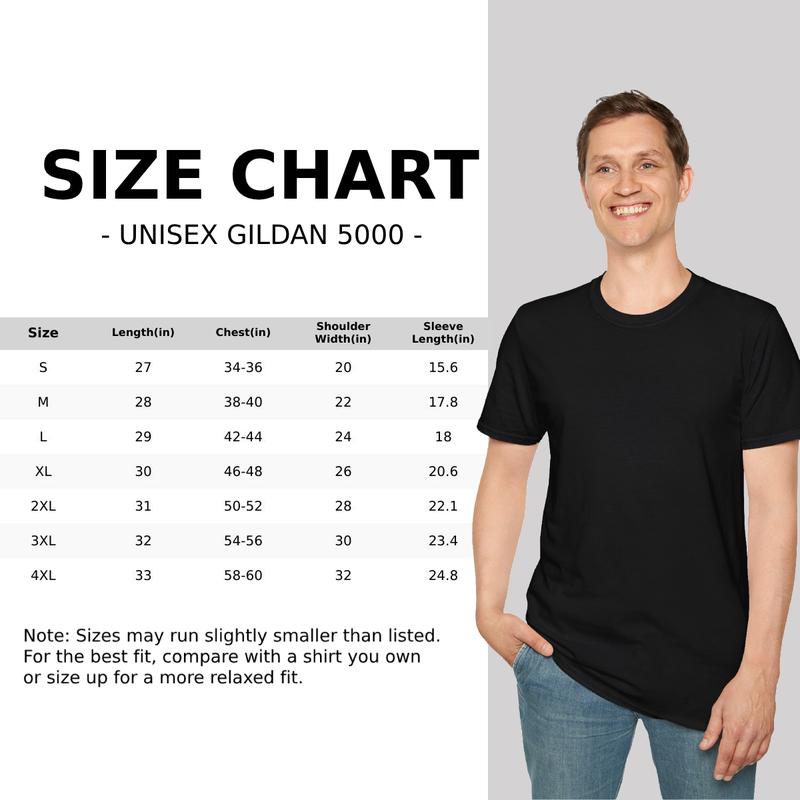 SIZE CHART
- UNISEX GILDAN 5000 -
Size Length(in) Chest(in) Shoulder Width(in) Sleeve Length(in)
S 27 34-36 20 15.6
M 28 38-40 22 17.8
L 29 42-44 24 18
XL 30 46-48 26 20.6
2XL 31 50-52 28 22.1
3XL 32 54-56 30 23.4
4XL 33 58-60 32 24.8
Note: Sizes may run slightly smaller than listed.
For the best fit, compare with a shirt you own
or size up for a more relaxed fit.